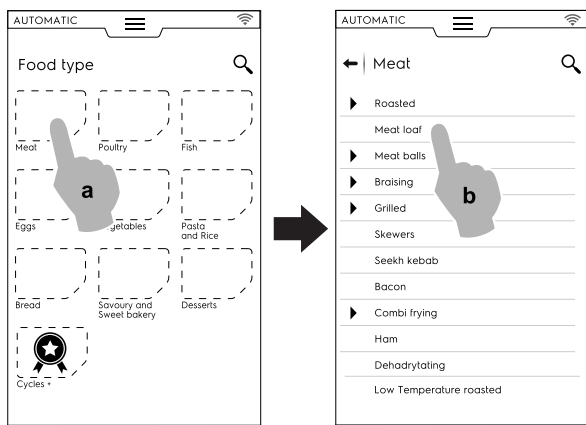 AUTOMATIC
Food type
Meat
Poultry
Fish
a
Eggs
getables
Pasta
and Rice
Bread
Savoury and
Sweet bakery
Desserts
Cycles +
AUTOMATIC
Meat
Roasted
Meat loaf
Meat balls
Braising
b
Grilled
Skewers
Seekh kebab
Bacon
Combi frying
Ham
Dehadrytating
Low Temperature roasted